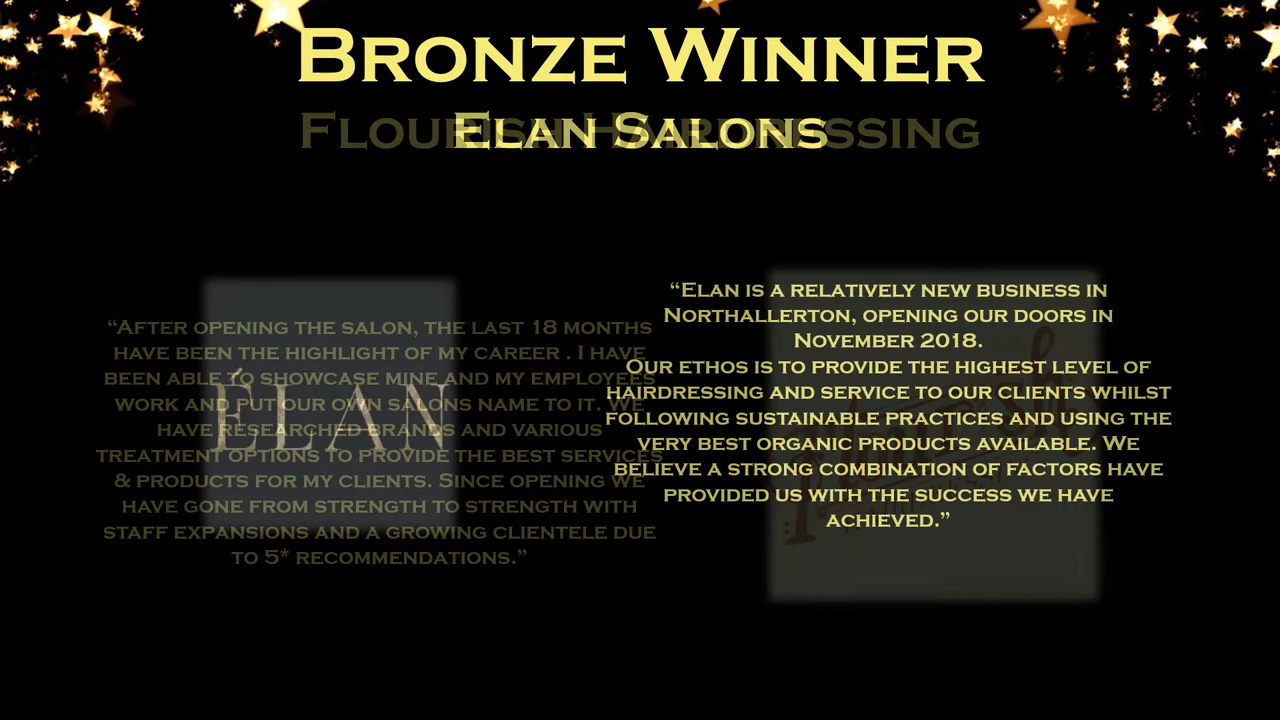 Bronze Winner
Flourish Hairdressing
Elan Salons
“After opening the salon, the last 18 months
have been the highlight of my career . I have
been able to showcase mine and my employees
work and put our own salons name to it. We
have researched brands and various
treatment options to provide the best services
& products for my clients. Since opening we
have gone from strength to strength with
staff expansions and a growing clientele due
to 5* recommendations.”
ÉLAN
“Elan is a relatively new business in
Northallerton, opening our doors in
November 2018.
Our ethos is to provide the highest level of
hairdressing and service to our clients whilst
following sustainable practices and using the
very best organic products available. We
believe a strong combination of factors have
provided us with the success we have
achieved.”